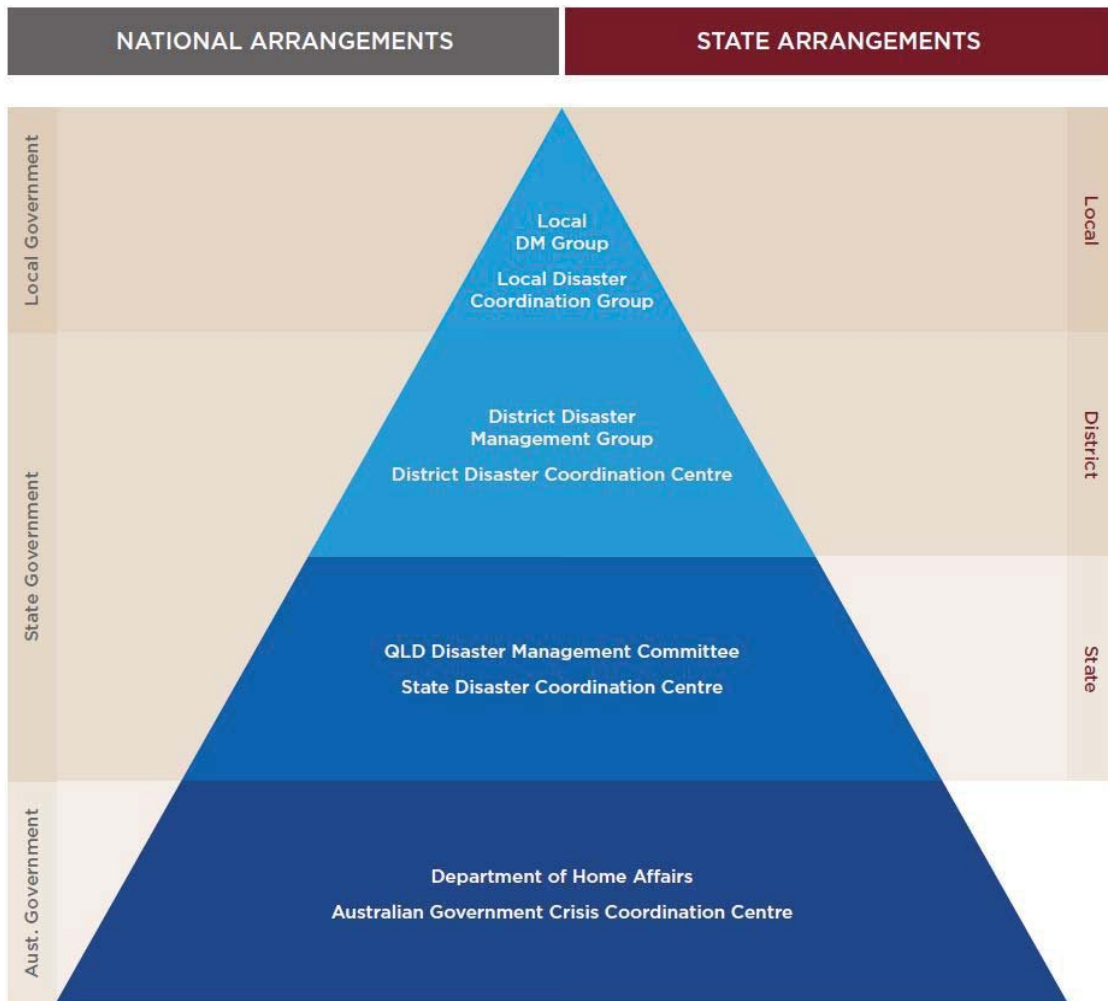 NATIONAL ARRANGEMENTS
STATE ARRANGEMENTS
Local Government
Local
DM Group
Local Disaster
Coordination Group
Local
State Government
District Disaster
Management Group
District Disaster Coordination Centre
District
QLD Disaster Management Committee
State Disaster Coordination Centre
State
Aust. Government
Department of Home Affairs
Australian Government Crisis Coordination Centre